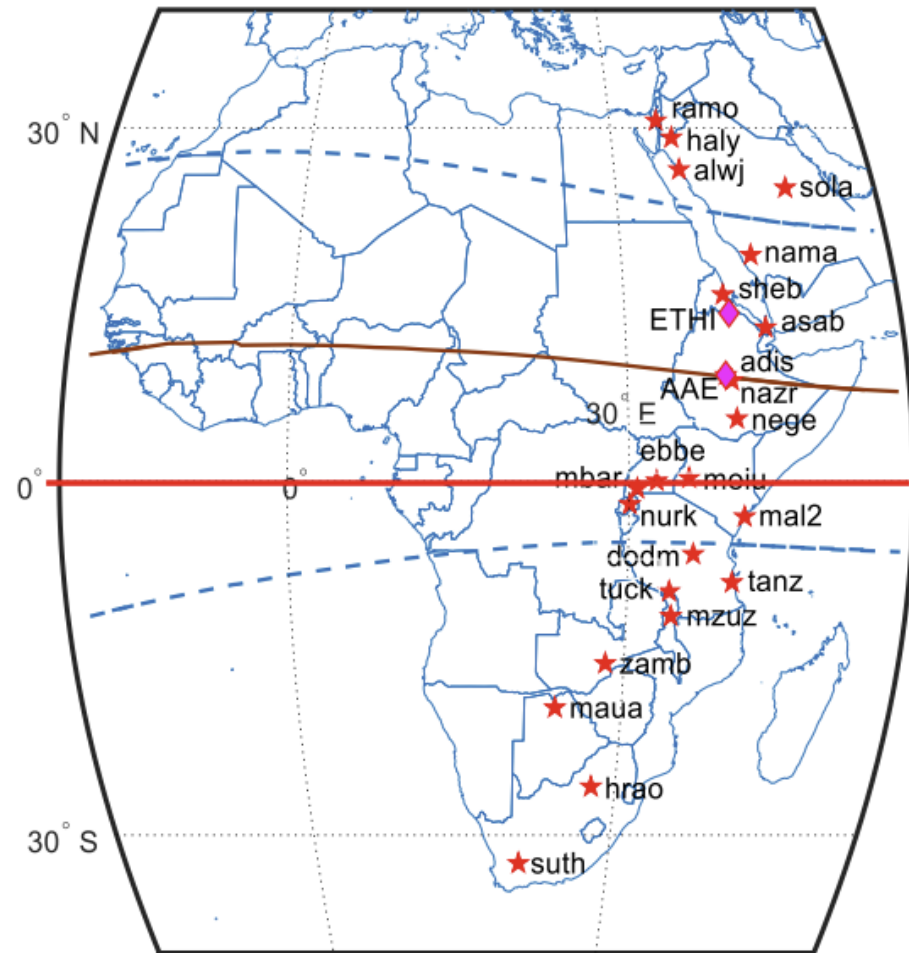 ramo
30° N
haly
alwj
sola
nama
sheb
ETHI
asab
adis
AAE
nazr
30° E
nege
ebbe
mbar
moiu
0°
0°
nurk
mal2
dodm
tuck
tanz
mzuz
zamb
maua
hrao
30° S
suth